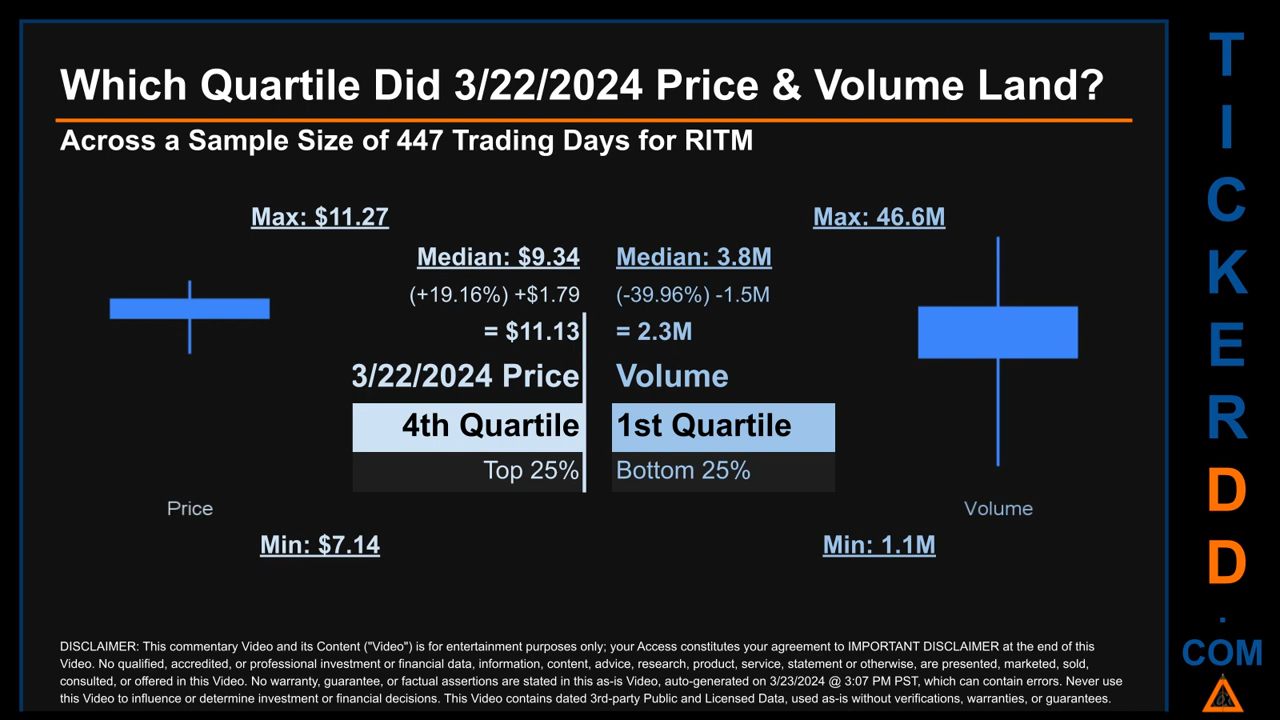 Which Quartile Did 3/22/2024 Price & Volume Land?
Across a Sample Size of 447 Trading Days for RITM
Max: $11.27
Max: 46.6M
Median: $9.34
Median: 3.8M
(+19.16%) +$1.79
(-39.96%) -1.5M
= $11.13
= 2.3M
3/22/2024 Price
Volume
4th Quartile
1st Quartile
Top 25%
Bottom 25%
Price
Volume
Min: $7.14
Min: 1.1M
DISCLAIMER: This commentary Video and its Content ("Video") is for entertainment purposes only; your Access constitutes your agreement to IMPORTANT DISCLAIMER at the end of this
Video. No qualified, accredited, or professional investment or financial data, information, content, advice, research, product, service, statement or otherwise, are presented, marketed, sold,
consulted, or offered in this Video. No warranty, guarantee, or factual assertions are stated in this as-is Video, auto-generated on 3/23/2024 @ 3:07 PM PST, which can contain errors. Never use
this Video to influence or determine investment or financial decisions. This Video contains dated 3rd-party Public and Licensed Data, used as-is without verifications, warranties, or guarantees.
T
I
C
K
E
R
D
D
.
COM